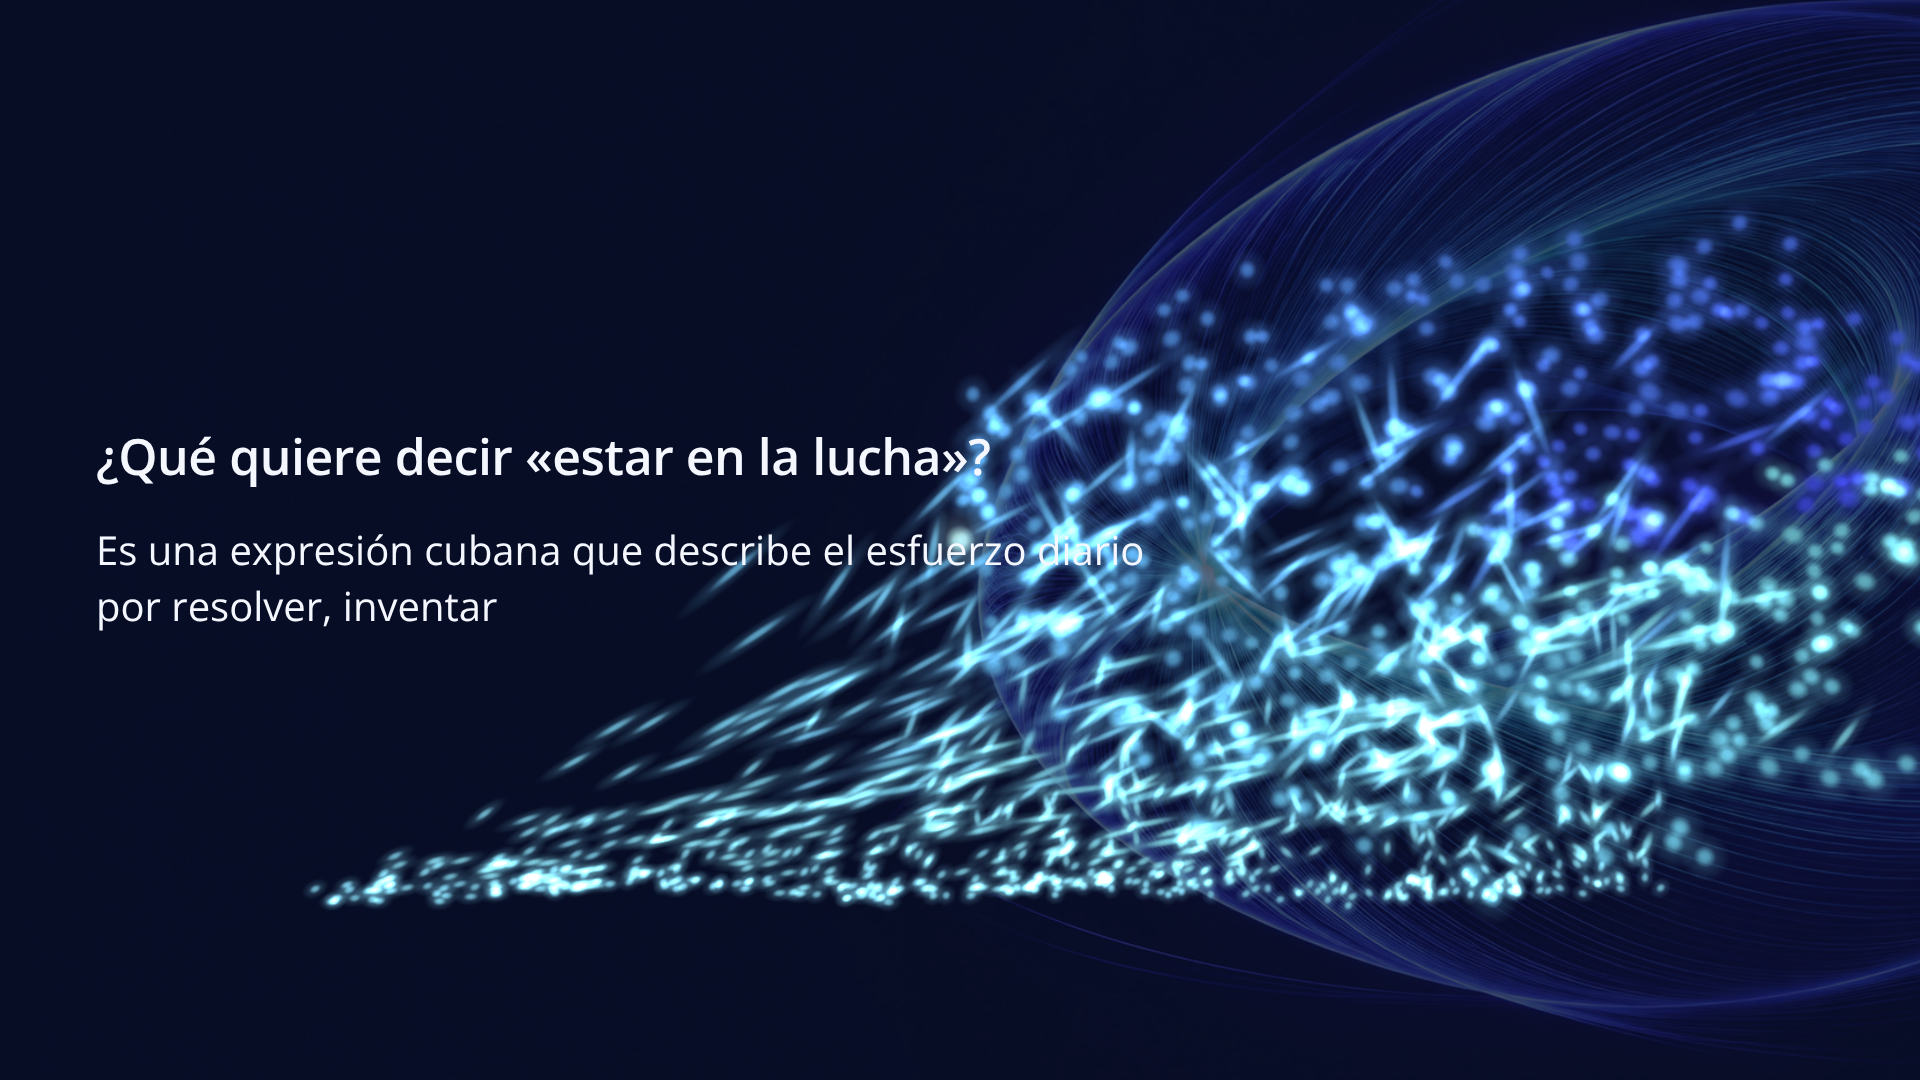 ¿Qué quiere decir «estar en la lucha»?
Es una expresión cubana que describe el esfuerzo diario
por resolver, inventar